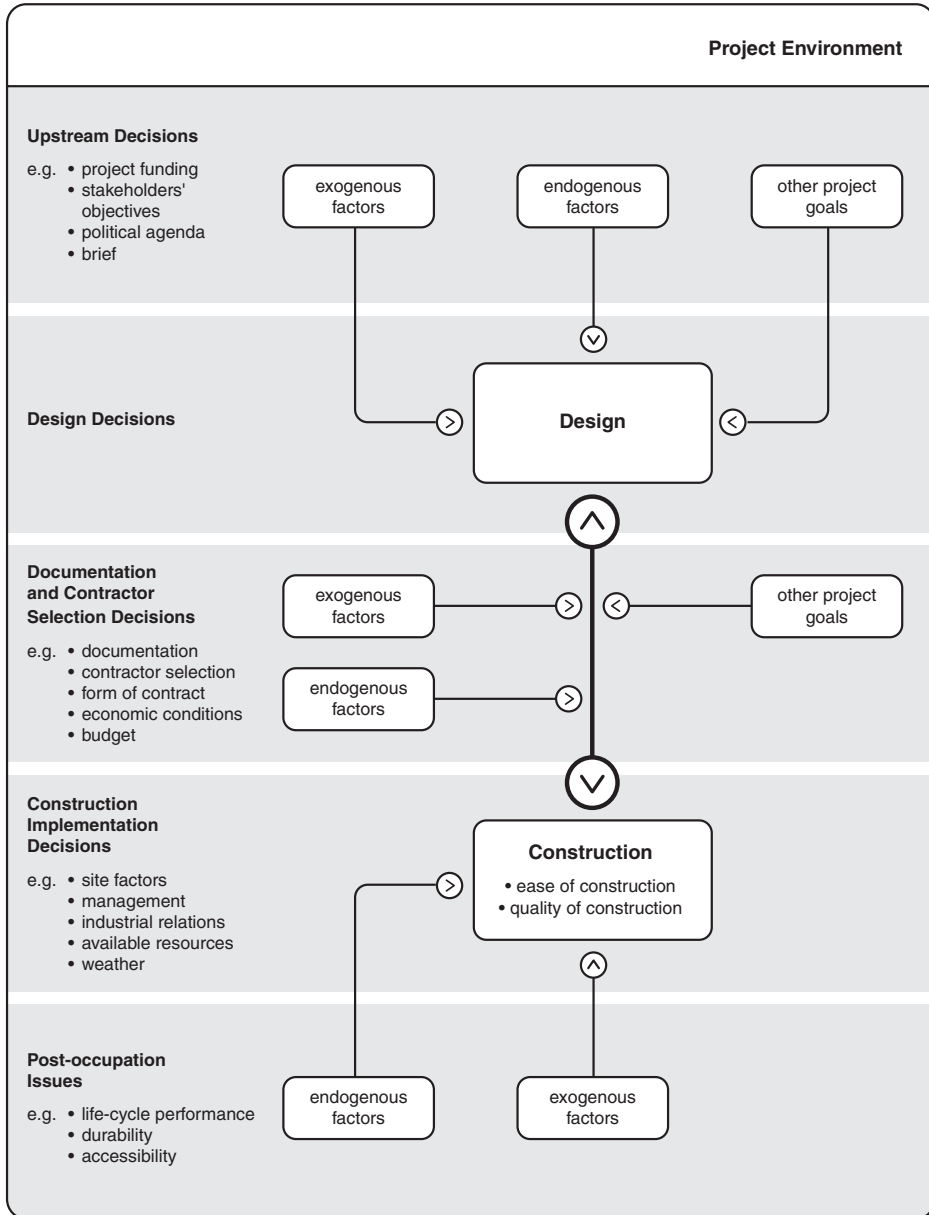 Project Environment
Upstream Decisions
e.g. • project funding
• stakeholders'
objectives
• political agenda
• brief
exogenous
factors
endogenous
factors
other project
goals
Design Decisions
Design
Documentation
and Contractor
Selection Decisions
e.g. • documentation
• contractor selection
• form of contract
• economic conditions
• budget
exogenous
factors
endogenous
factors
other project
goals
Construction
Implementation
Decisions
e.g. • site factors
• management
• industrial relations
• available resources
• weather
Construction
• ease of construction
• quality of construction
Post-occupation
Issues
e.g. • life-cycle performance
• durability
• accessibility
endogenous
factors
exogenous
factors